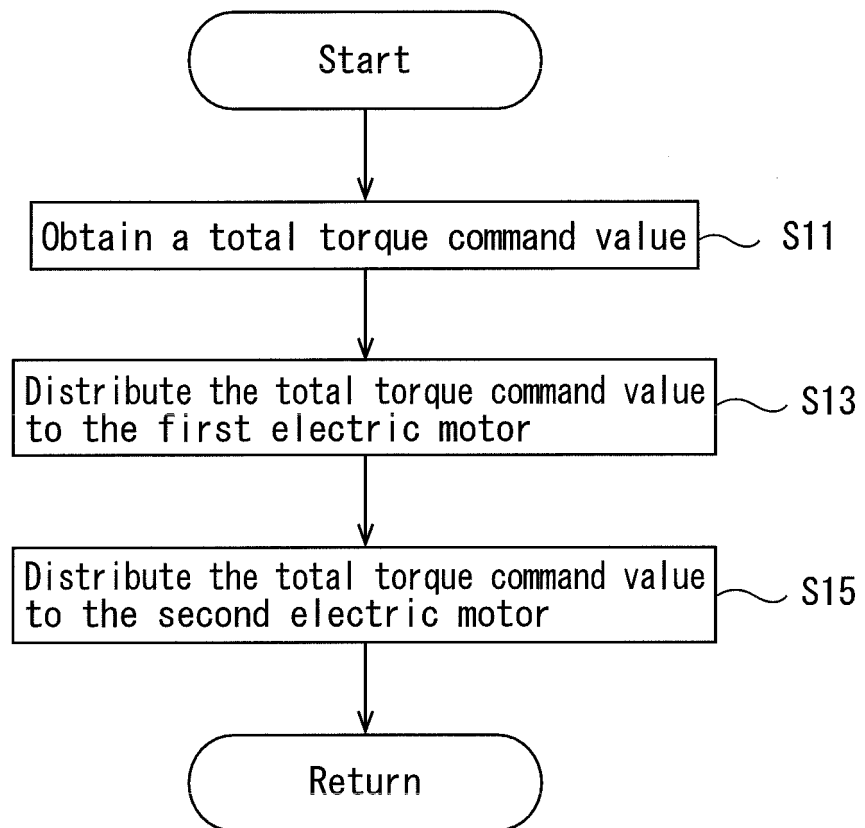 Start
Obtain a total torque command value
S11
Distribute the total torque command value
to the first electric motor
S13
Distribute the total torque command value
to the second electric motor
S15
Return